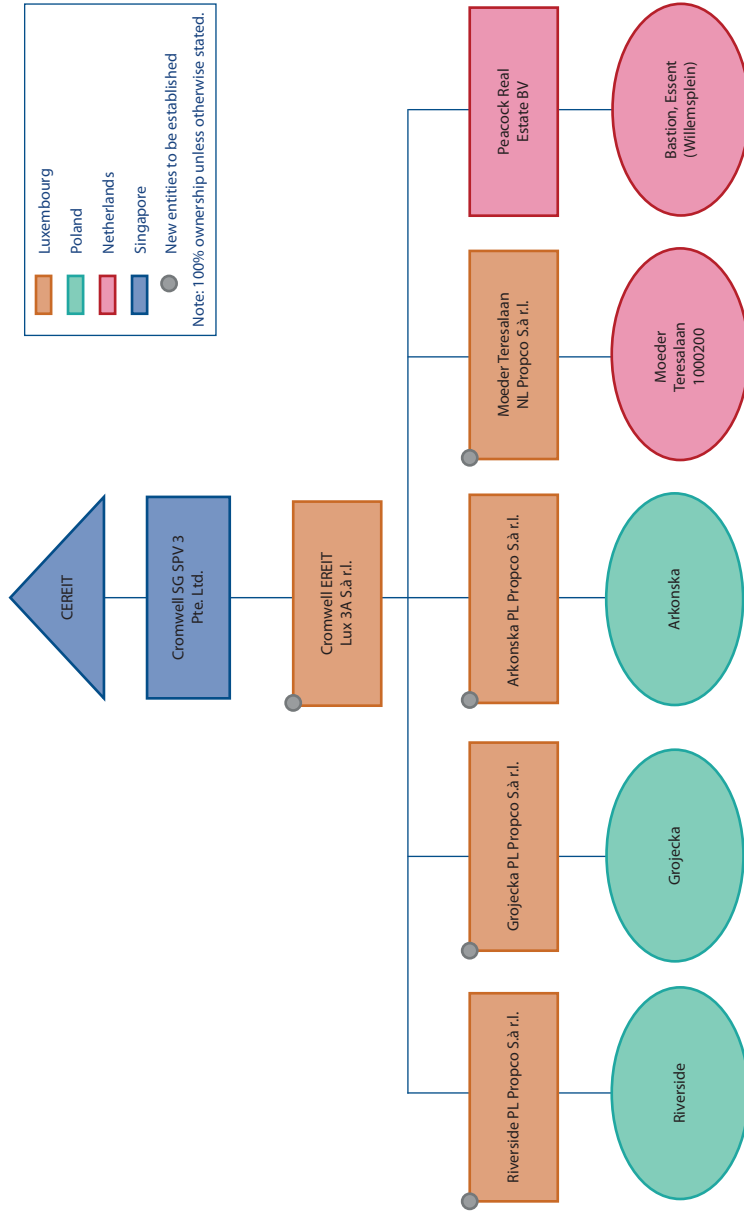 Luxembourg
Poland
Netherlands
Singapore
New entities to be established
Note: 100% ownership unless otherwise stated.
CEREIT
Cromwell SG SPV 3
Pte. Ltd.
Cromwell EREIT
Lux 3A S.à r.l.
Riverside PL Propco S.à r.l.
Grojecka PL Propco S.à r.l.
Arkonska PL Propco S.à r.l.
Moeder Teresalaan
NL Propco S.à r.l.
Peacock Real
Estate BV
Riverside
Grojecka
Arkonska
Moeder
Teresalaan
1000200
Bastion, Essent
(Willemsplein)